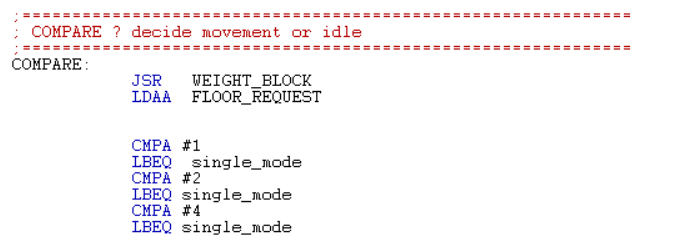 ;=============================================================
; COMPARE ? decide movement or idle
;=============================================================
COMPARE:
JSR WEIGHT_BLOCK
LDAA FLOOR_REQUEST
CMPA #1
LBEQ single_mode
CMPA #2
LBEQ single_mode
CMPA #4
LBEQ single_mode